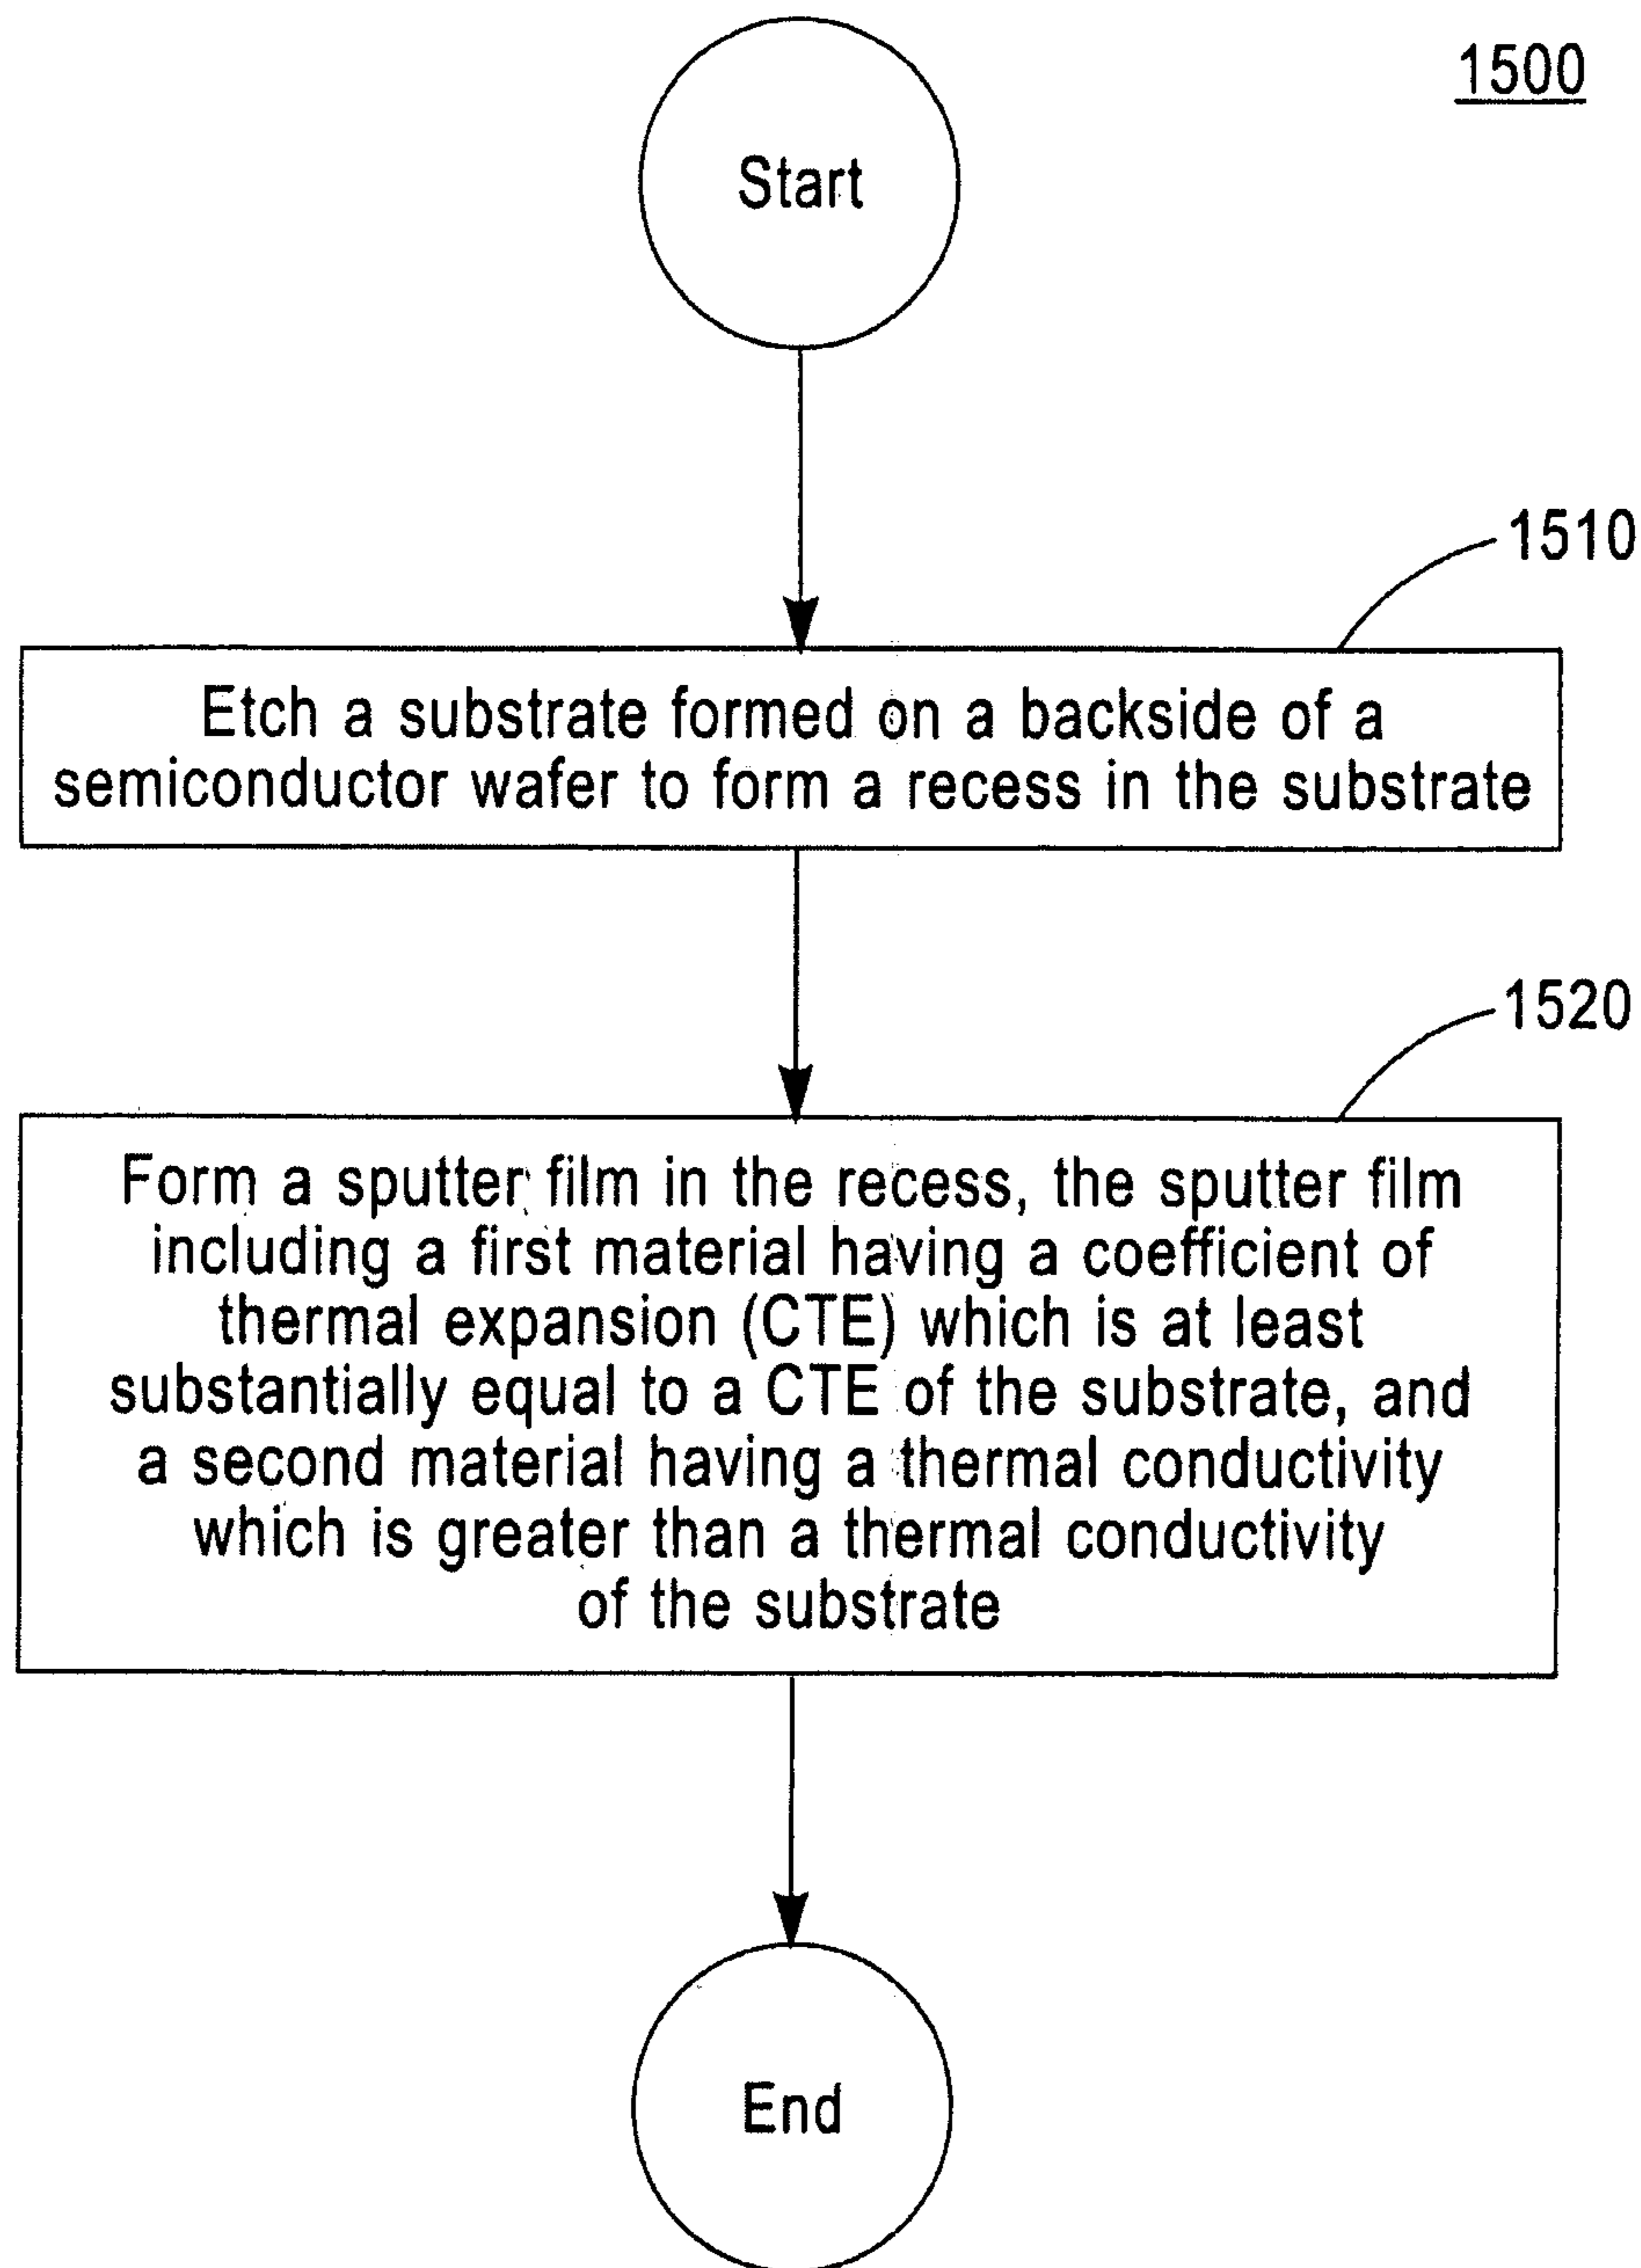 1500
Start
1510
Etch a substrate formed on a backside of a
semiconductor wafer to form a recess in the substrate
1520
Form a sputter film in the recess, the sputter film
including a first material having a coefficient of
thermal expansion (CTE) which is at least
substantially equal to a CTE of the substrate, and
a second material having a thermal conductivity
which is greater than a thermal conductivity
of the substrate
End